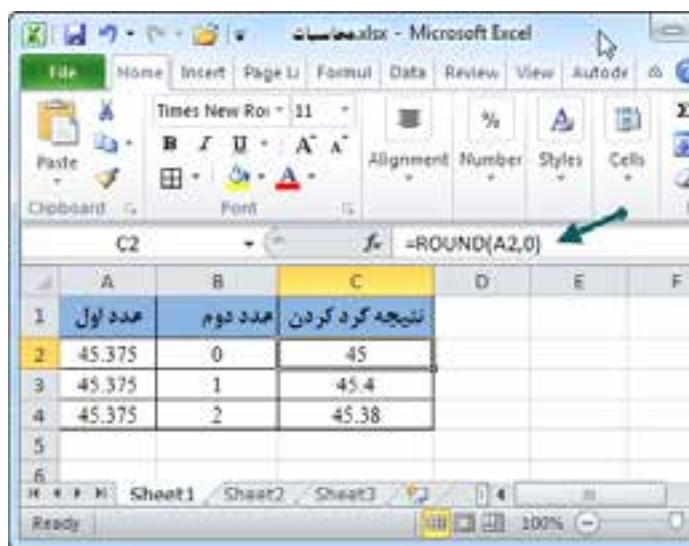 محاسبات.xlsx - Microsoft Excel
File Home Insert Page L Formul Data Review View Autode
Times New Roi 11
Paste B I U A A Alignment Number Styles Cells
Clipboard Font
C2 fx =ROUND(A2,0)
A B C D E F
1 عدد اول عدد دوم نتیجه گرد کردن
2 45.375 0 45
3 45.375 1 45.4
4 45.375 2 45.38
5
6
Sheet1 Sheet2 Sheet3
Ready 100%